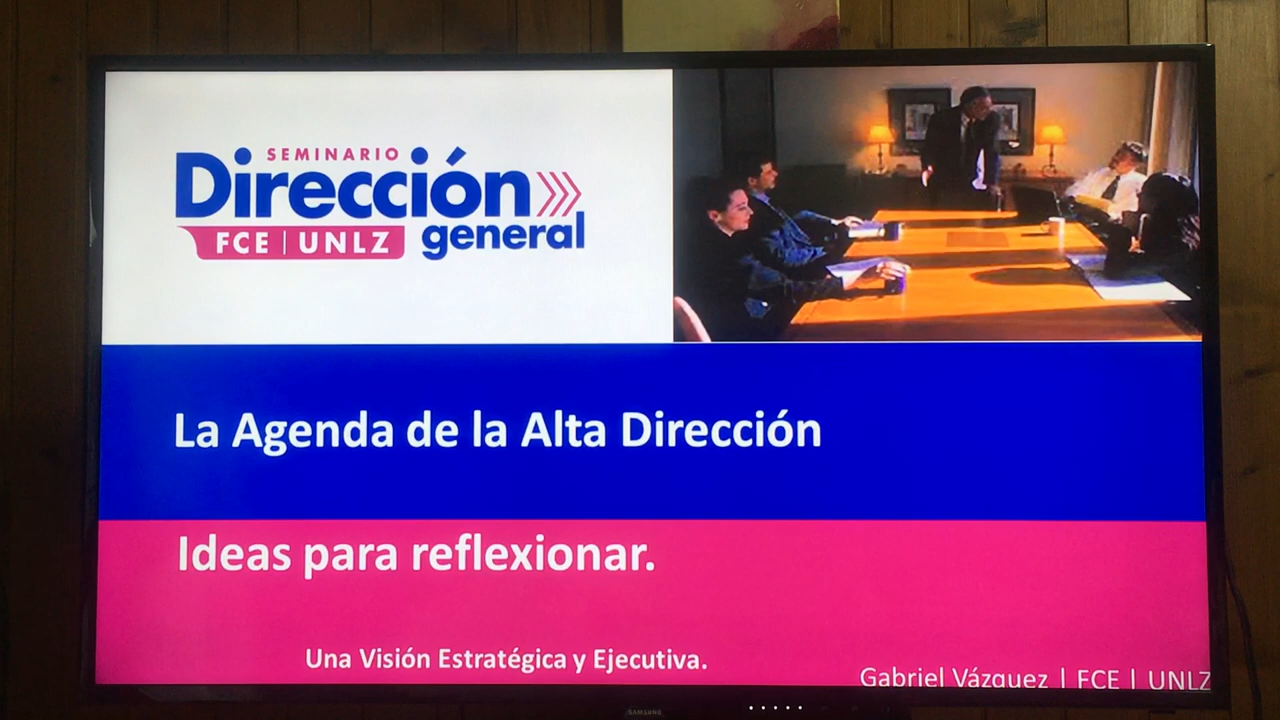 SEMINARIO
Dirección
FCE | UNLZ general
La Agenda de la Alta Dirección
Ideas para reflexionar.
Una Visión Estratégica y Ejecutiva.
Gabriel Vázquez | FCE | UNLZ
SAMSUNG